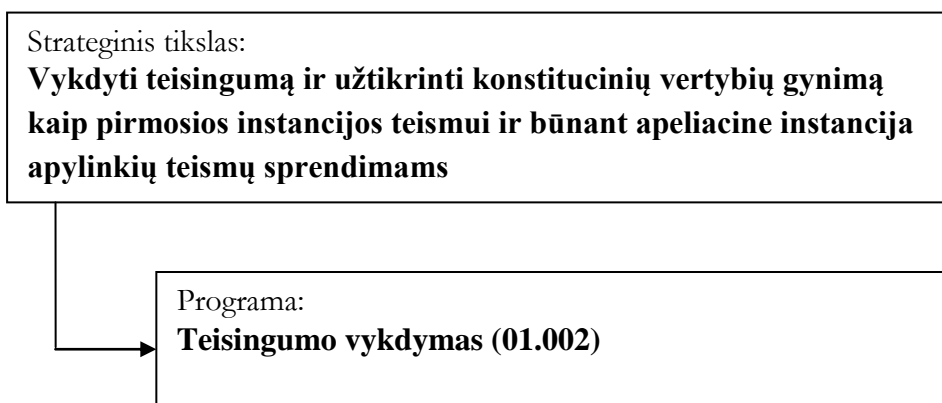 Strateginis tikslas:
Vykdyti teisingumą ir užtikrinti konstitucinių vertybių gynimą
kaip pirmosios instancijos teismui ir būnant apeliacine instancija
apylinkių teismų sprendimams
Programa:
Teisingumo vykdymas (01.002)